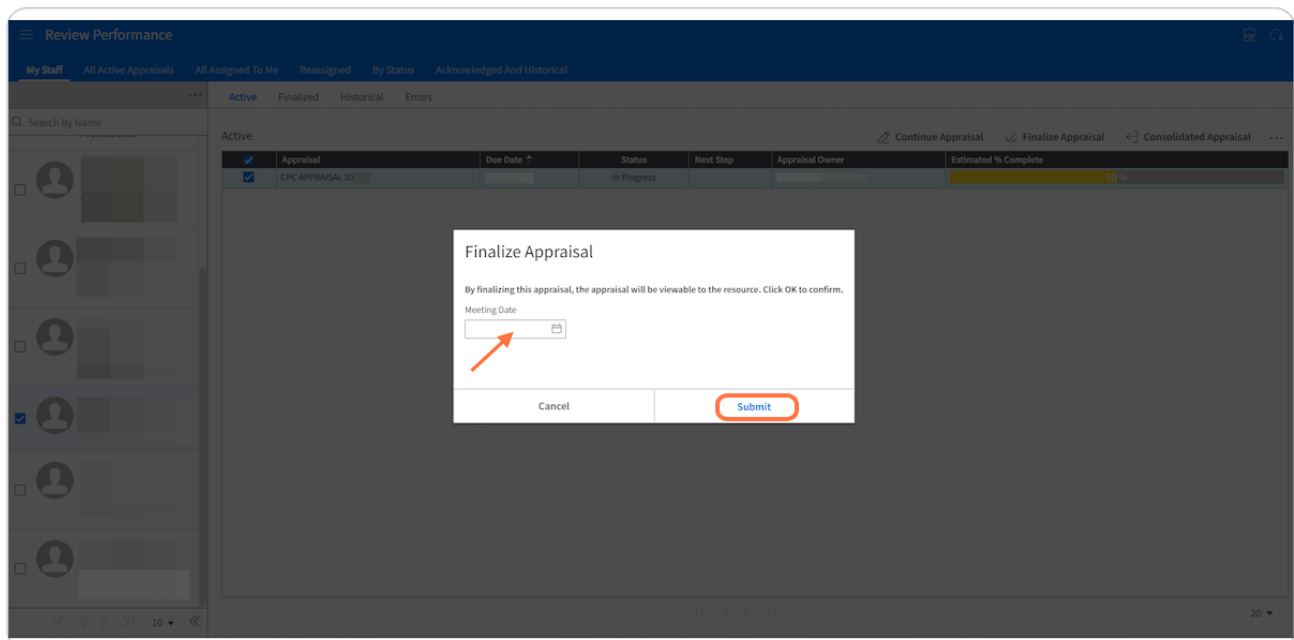 Review Performance
PDF
My Staff All Active Appraisals All Assigned To Me Reassigned By Status Acknowledged And Historical
... Active Finalized Historical Errors
Search by Name
Active Continue Appraisal Finalize Appraisal Consolidated Appraisal ...
Appraisal Due Date Status Next Step Appraisal Owner Estimated % Complete
CPC APPRAISAL 20 In Progress 50 %
Finalize Appraisal
By finalizing this appraisal, the appraisal will be viewable to the resource. Click OK to confirm.
Meeting Date
Cancel Submit
10 20